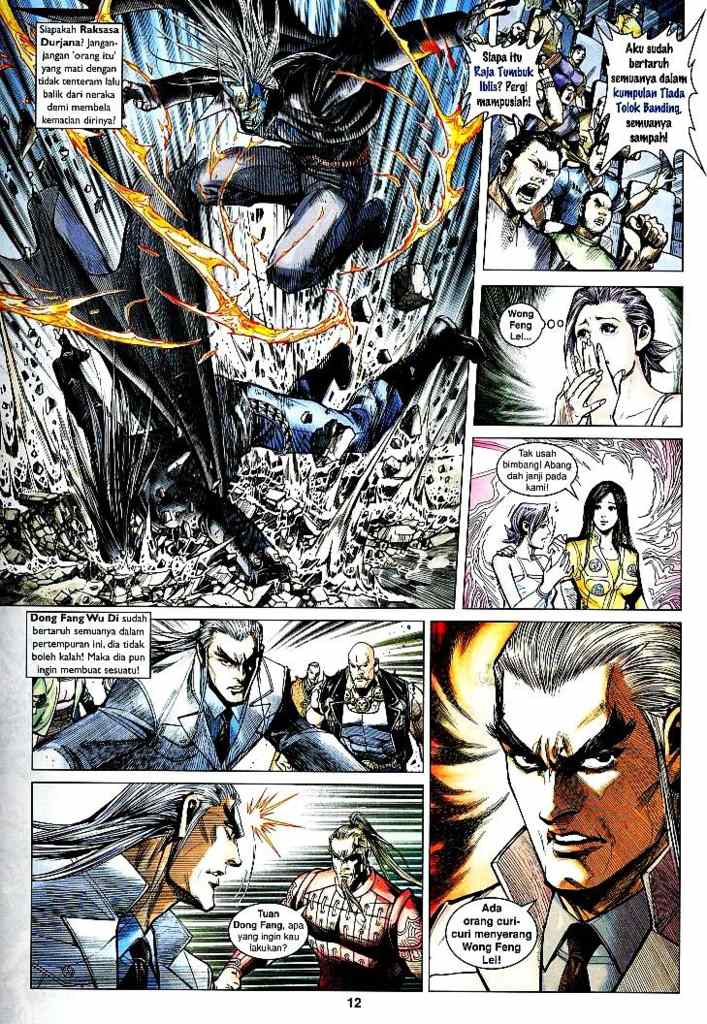 Siapakah Raksasa
Durjana? Jangan-
jangan 'orang itu'
yang mati dengan
tidak tenteram lalu
balik dari neraka
demi membela
kemacian dirinya?
Siapa itu
Raja Tumbuk
Iblis? Pergi
mampuslah!
Aku sudah
bertaruh
semuanya dalam
kumpulan Tiada
Tolok Banding,
semuanya
sampah!
Wong
Feng
Lei...
Tak usah
bimbang! Abang
dah janji pada
kami!
Dong Fang Wu Di sudah
bertaruh semuanya dalam
pertempuran ini, dia tidak
boleh kalah! Maka dia pun
ingin membuat sesuatu!
Tuan
Dong Fang, apa
yang ingin kau
lakukan?
Ada
orang curi-
curi menyerang
Wong Feng
Lei!
12